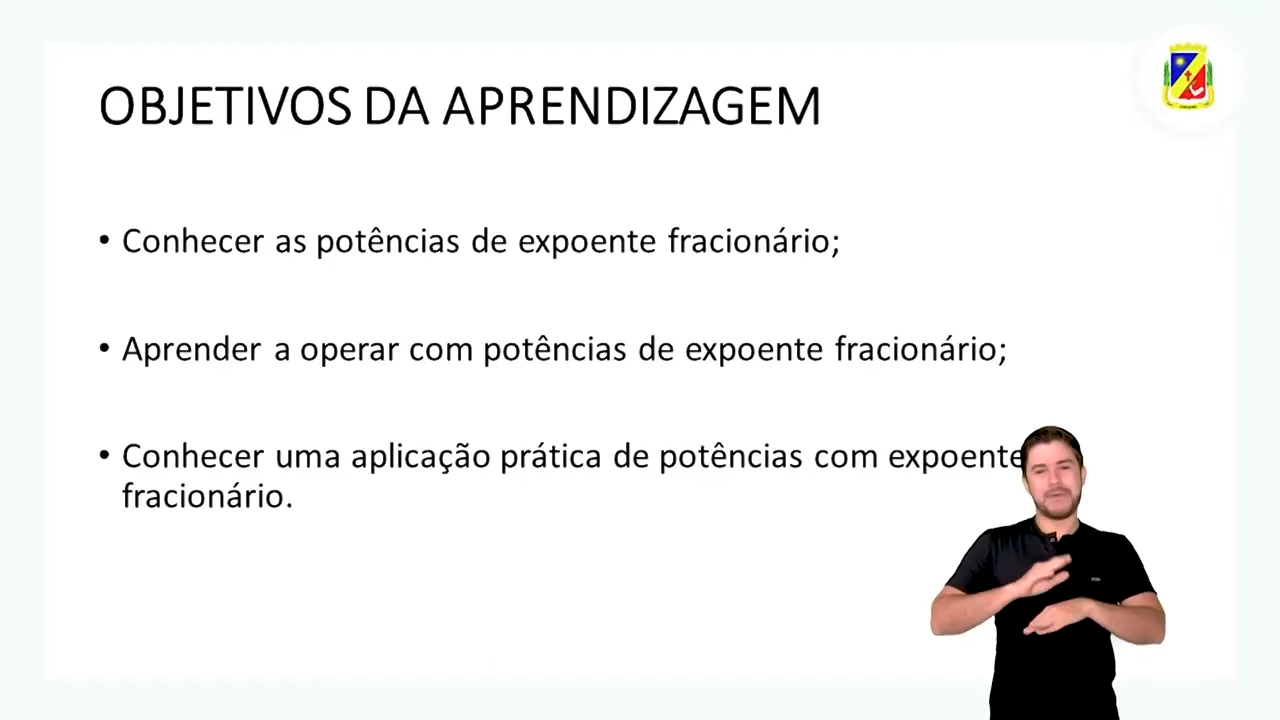 OBJETIVOS DA APRENDIZAGEM
• Conhecer as potências de expoente fracionário;
• Aprender a operar com potências de expoente fracionário;
• Conhecer uma aplicação prática de potências com expoente
fracionário.